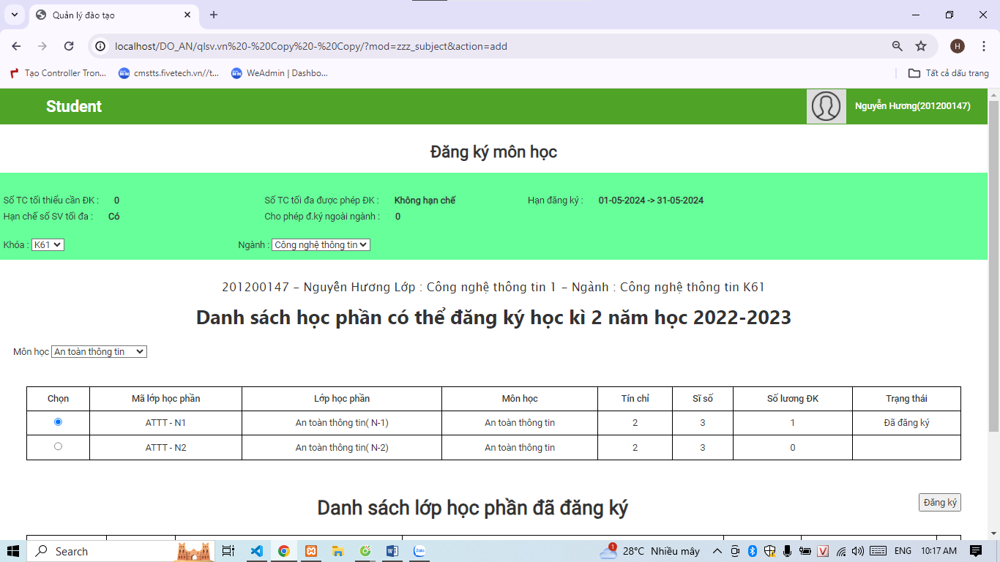 Quản lý đào tạo
localhost/DO_AN/qlsv.vn%20-%20Copy%20-%20Copy/?mod=zzz_subject&action=add
H
Tạo Controller Tron... cmstts.fivetech.vn//t... WeAdmin | Dashbo... Tất cả dấu trang
Student Nguyễn Hương(201200147)
Đăng ký môn học
Số TC tối thiểu cần ĐK : 0 Số TC tối đa được phép ĐK : Không hạn chế Hạn đăng ký : 01-05-2024 -> 31-05-2024
Hạn chế số SV tối đa : Có Cho phép đ.ký ngoài ngành : 0
Khóa : K61 Ngành : Công nghệ thông tin
201200147 – Nguyễn Hương Lớp : Công nghệ thông tin 1 – Ngành : Công nghệ thông tin K61
Danh sách học phần có thể đăng ký học kì 2 năm học 2022-2023
Môn học An toàn thông tin
Chọn Mã lớp học phần Lớp học phần Môn học Tín chỉ Sĩ số Số lương ĐK Trạng thái
ATTT - N1 An toàn thông tin( N-1) An toàn thông tin 2 3 1 Đã đăng ký
ATTT - N2 An toàn thông tin( N-2) An toàn thông tin 2 3 0
Danh sách lớp học phần đã đăng ký Đăng ký
Search 1 28°C Nhiều mây V ENG 10:17 AM